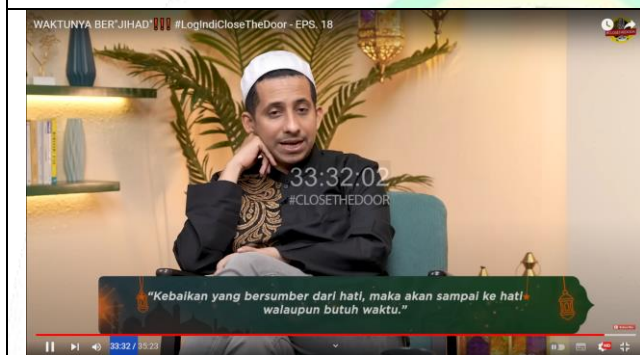 WAKTUNYA BER"JIHAD"‼️❗ #LogIndiCloseTheDoor - EPS. 18
33:32:02
#CLOSETHEDOOR
"Kebaikan yang bersumber dari hati, maka akan sampai ke hati
walaupun butuh waktu."
33:32 / 35:23